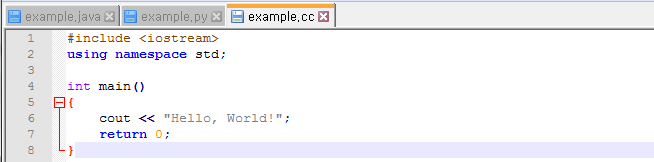 example.java example.py example.cc
1 #include <iostream>
2 using namespace std;
3
4 int main()
5 {
6 cout << "Hello, World!";
7 return 0;
8 }